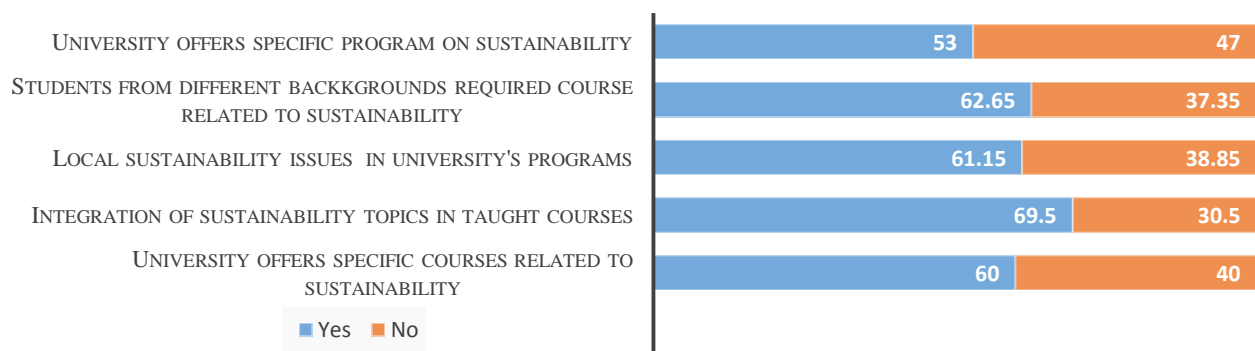 UNIVERSITY OFFERS SPECIFIC PROGRAM ON SUSTAINABILITY
53 47
STUDENTS FROM DIFFERENT BACKKGROUNDS REQUIRED COURSE
RELATED TO SUSTAINABILITY
62.65 37.35
LOCAL SUSTAINABILITY ISSUES IN UNIVERSITY'S PROGRAMS
61.15 38.85
INTEGRATION OF SUSTAINABILITY TOPICS IN TAUGHT COURSES
69.5 30.5
UNIVERSITY OFFERS SPECIFIC COURSES RELATED TO
SUSTAINABILITY
60 40
Yes No